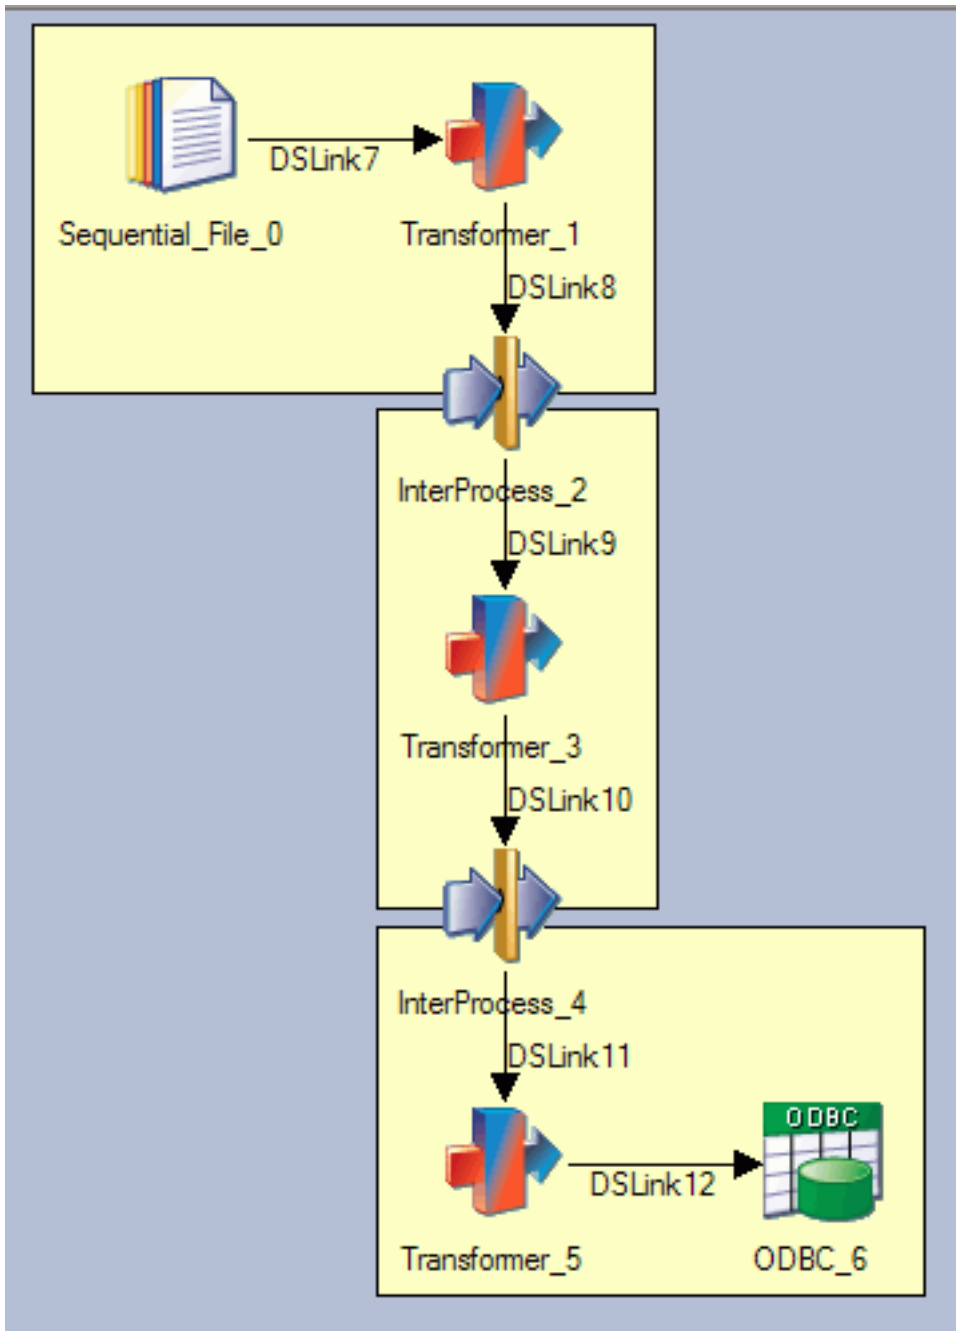 DSLink7
Sequential_File_0
Transformer_1
DSLink8
InterProcess_2
DSLink9
Transformer_3
DSLink10
InterProcess_4
DSLink11
ODBC
DSLink12
Transformer_5
ODBC_6